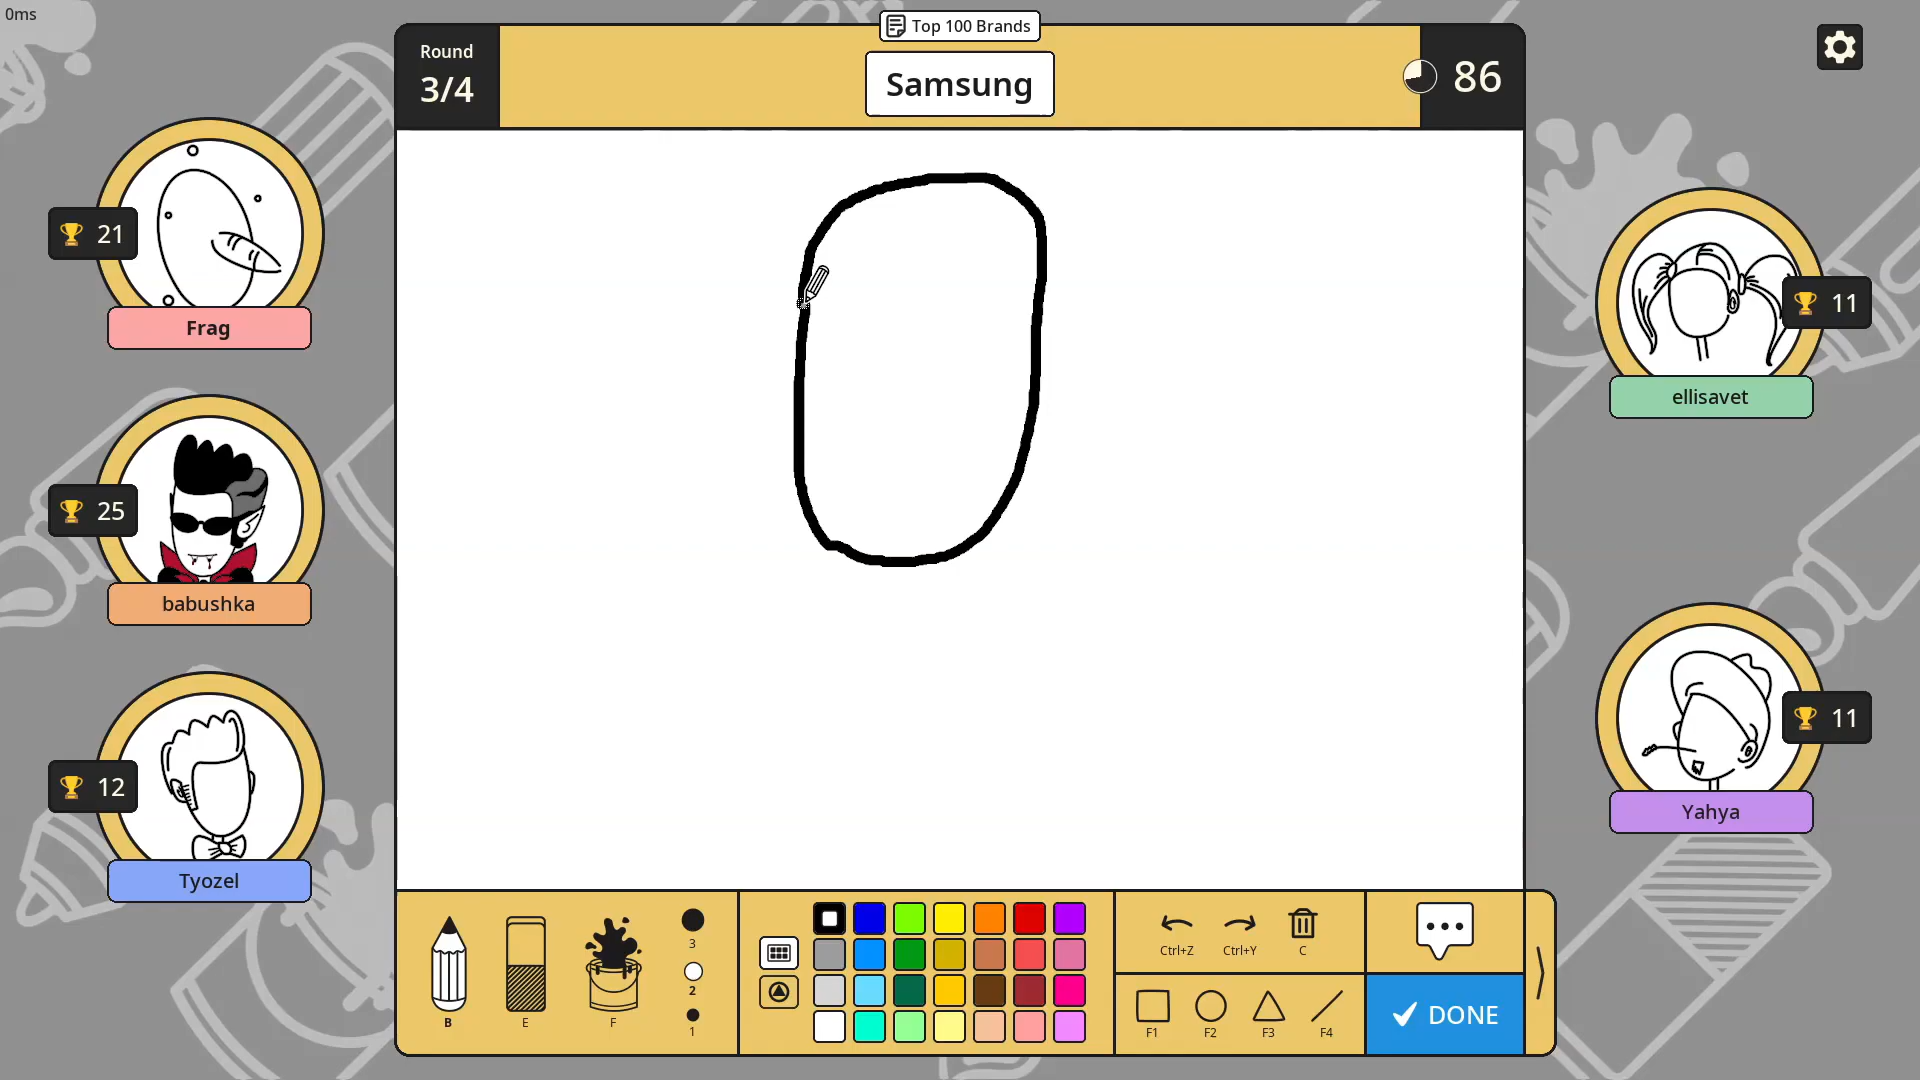 0ms
Top 100 Brands
Round
3/4
Samsung
86
21
Frag
25
babushka
12
Tyozel
11
ellisavet
11
Yahya
B
E
F
3
2
1
Ctrl+Z
Ctrl+Y
C
F1
F2
F3
F4
DONE